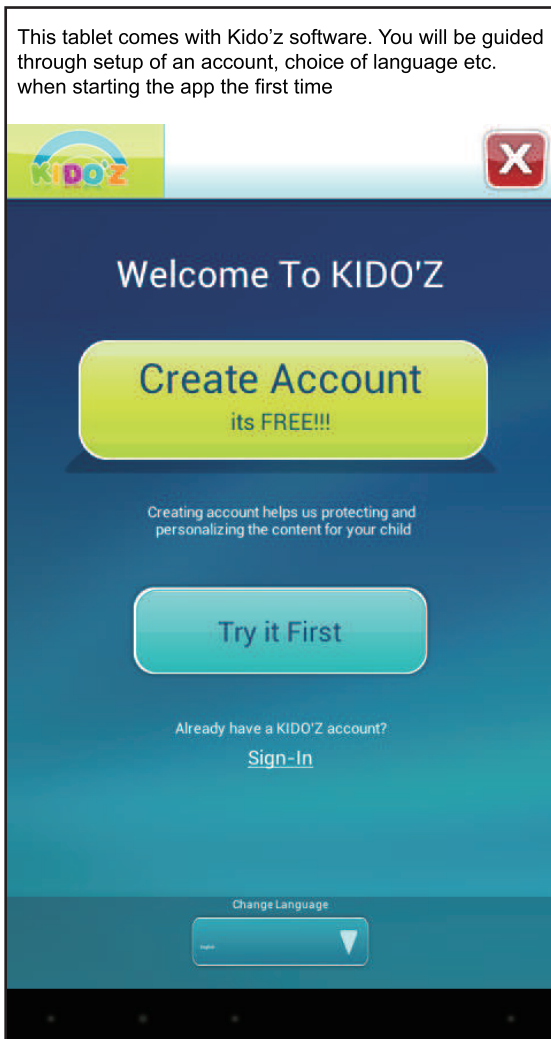 This tablet comes with Kido’z software. You will be guided
through setup of an account, choice of language etc.
when starting the app the first time
KIDO'Z
X
Welcome To KIDO'Z
Create Account
its FREE!!!
Creating account helps us protecting and
personalizing the content for your child
Try it First
Already have a KIDO'Z account?
Sign-In
Change Language
English